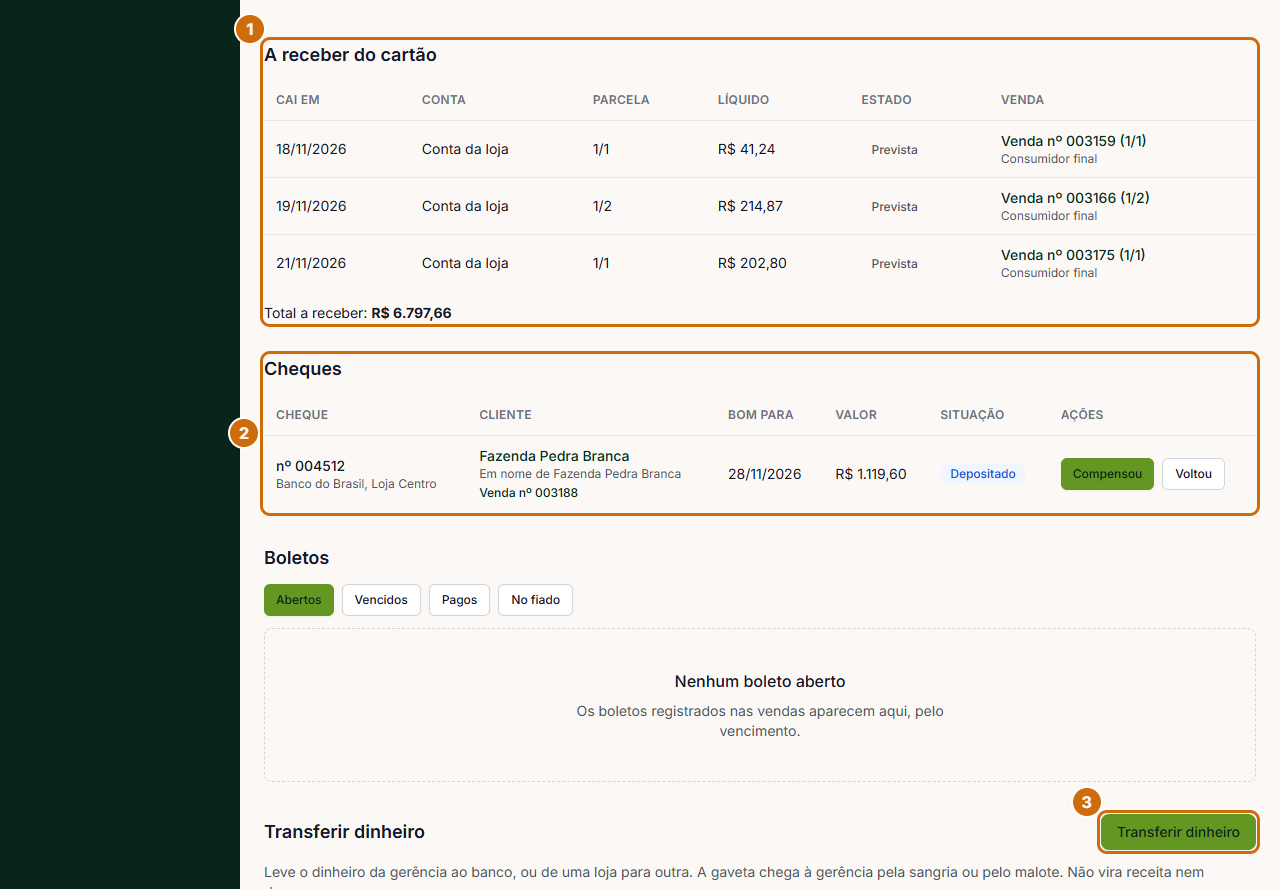 1
A receber do cartão
CAI EM CONTA PARCELA LÍQUIDO ESTADO VENDA
18/11/2026 Conta da loja 1/1 R$ 41,24 Prevista Venda nº 003159 (1/1)
Consumidor final
19/11/2026 Conta da loja 1/2 R$ 214,87 Prevista Venda nº 003166 (1/2)
Consumidor final
21/11/2026 Conta da loja 1/1 R$ 202,80 Prevista Venda nº 003175 (1/1)
Consumidor final
Total a receber: R$ 6.797,66
2
Cheques
CHEQUE CLIENTE BOM PARA VALOR SITUAÇÃO AÇÕES
nº 004512
Banco do Brasil, Loja Centro
Fazenda Pedra Branca
Em nome de Fazenda Pedra Branca
Venda nº 003188
28/11/2026 R$ 1.119,60 Depositado Compensou Voltou
Boletos
Abertos Vencidos Pagos No fiado
Nenhum boleto aberto
Os boletos registrados nas vendas aparecem aqui, pelo
vencimento.
3
Transferir dinheiro Transferir dinheiro
Leve o dinheiro da gerência ao banco, ou de uma loja para outra. A gaveta chega à gerência pela sangria ou pelo malote. Não vira receita nem